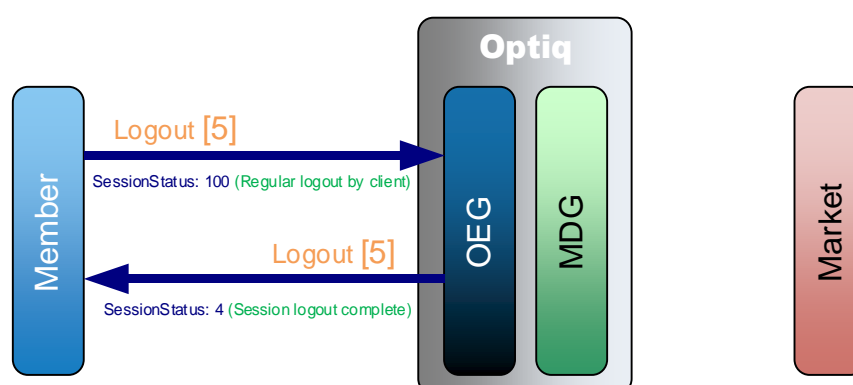 Optiq
Logout [5]
SessionStatus: 100 (Regular logout by client)
Member
OEG
MDG
Market
Logout [5]
SessionStatus: 4 (Session logout complete)